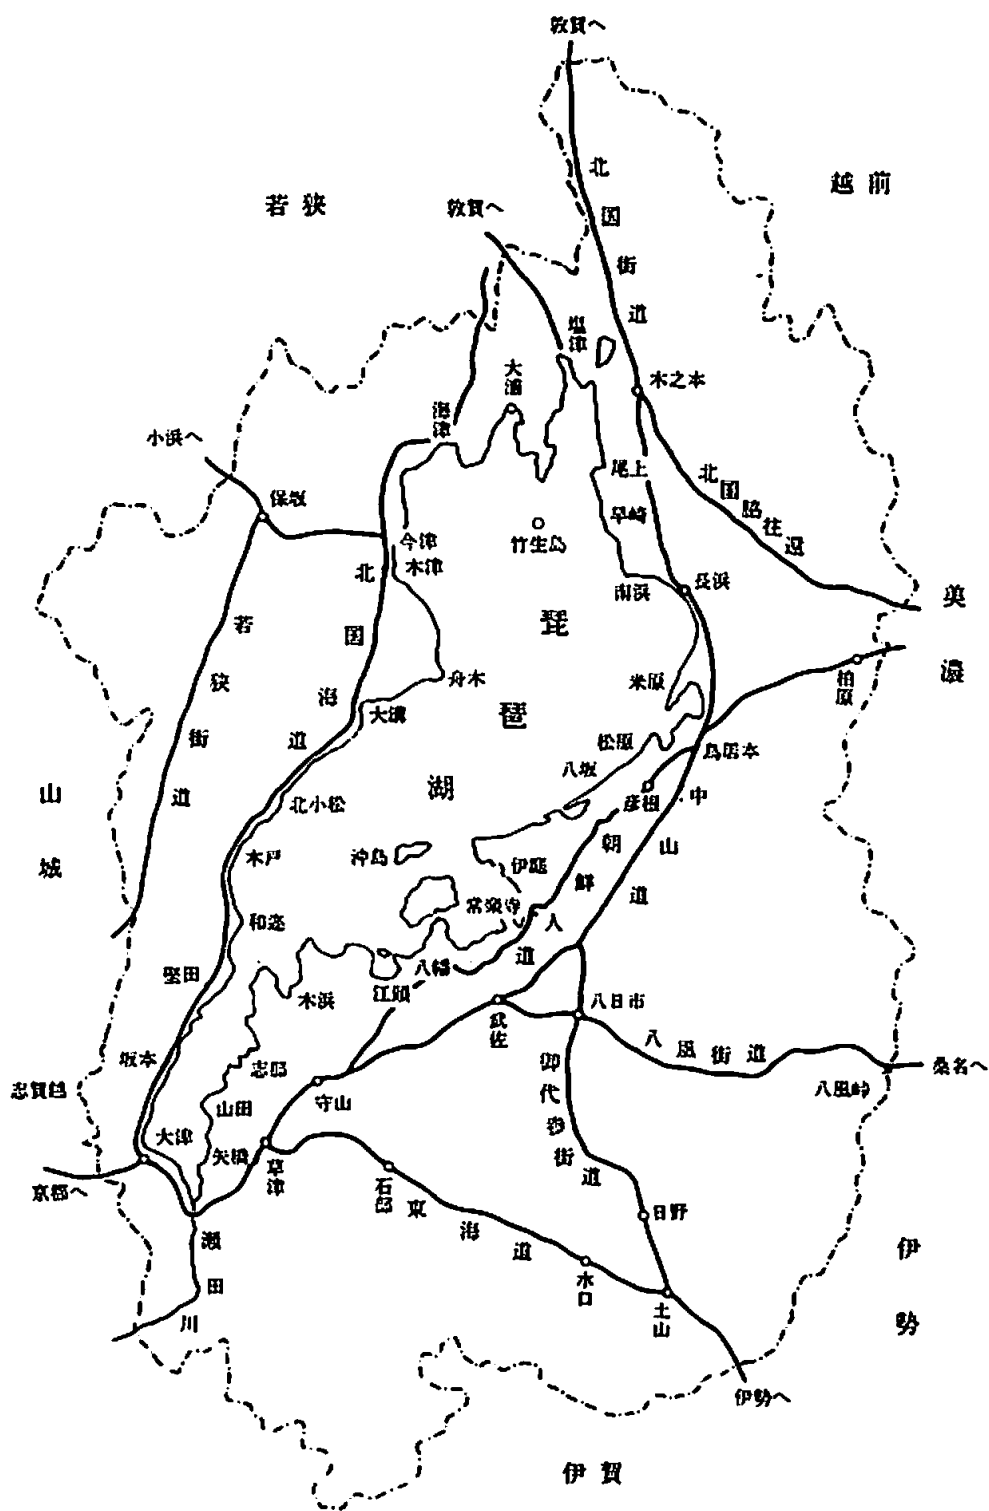 敦賀へ
越前
若狭
敦賀へ
北国街道
塩津
大浦
木之本
海津
小浜へ
保坂
尾上
北国脇往還
早崎
竹生島
今津
木津
南浜
長浜
美濃
北国海道
若狭街道
琵琶湖
舟木
米原
柏原
大溝
松原
鳥居本
八坂
彦根
山城
北小松
中山道
木戸
沖島
伊庭
朝鮮人道
常楽寺
和迩
堅田
八幡
江頭
木浜
武佐
八日市
八風街道
坂本
志那
桑名へ
志賀越
山田
守山
八風峠
御代参街道
大津
矢橋
草津
京都へ
石部
東海道
日野
瀬田川
水口
土山
伊勢
伊勢へ
伊賀